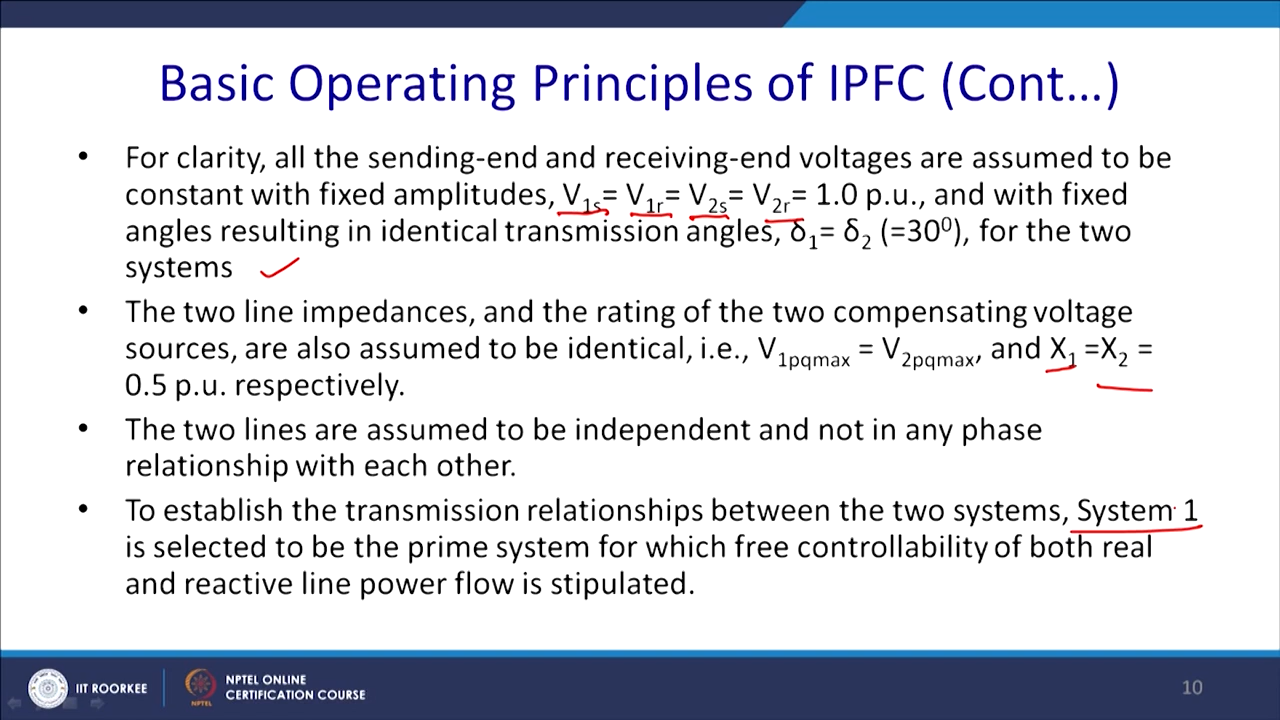 Basic Operating Principles of IPFC (Cont...)
• For clarity, all the sending-end and receiving-end voltages are assumed to be
constant with fixed amplitudes, V1s= V1r= V2s= V2r= 1.0 p.u., and with fixed
angles resulting in identical transmission angles, δ1= δ2 (=30⁰), for the two
systems
• The two line impedances, and the rating of the two compensating voltage
sources, are also assumed to be identical, i.e., V1pqmax = V2pqmax, and X1 =X2 =
0.5 p.u. respectively.
• The two lines are assumed to be independent and not in any phase
relationship with each other.
• To establish the transmission relationships between the two systems, System 1
is selected to be the prime system for which free controllability of both real
and reactive line power flow is stipulated.
IIT ROORKEE
NPTEL ONLINE
CERTIFICATION COURSE
NPTEL
10